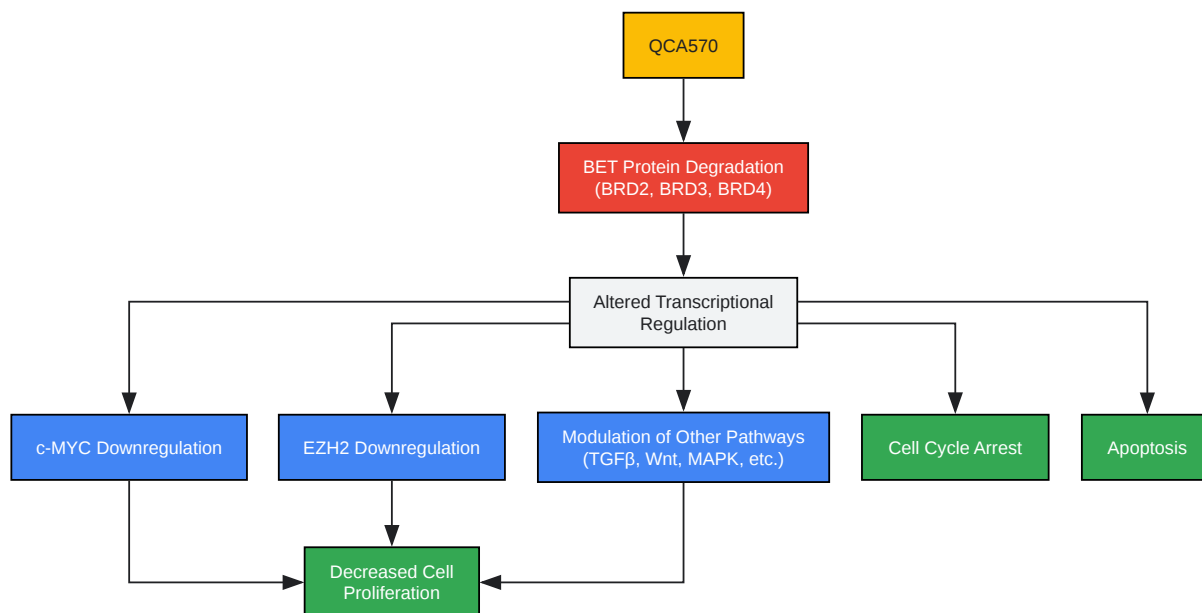 QCA570
BET Protein Degradation
(BRD2, BRD3, BRD4)
Altered Transcriptional
Regulation
c-MYC Downregulation
EZH2 Downregulation
Modulation of Other Pathways
(TGFβ, Wnt, MAPK, etc.)
Cell Cycle Arrest
Apoptosis
Decreased Cell
Proliferation